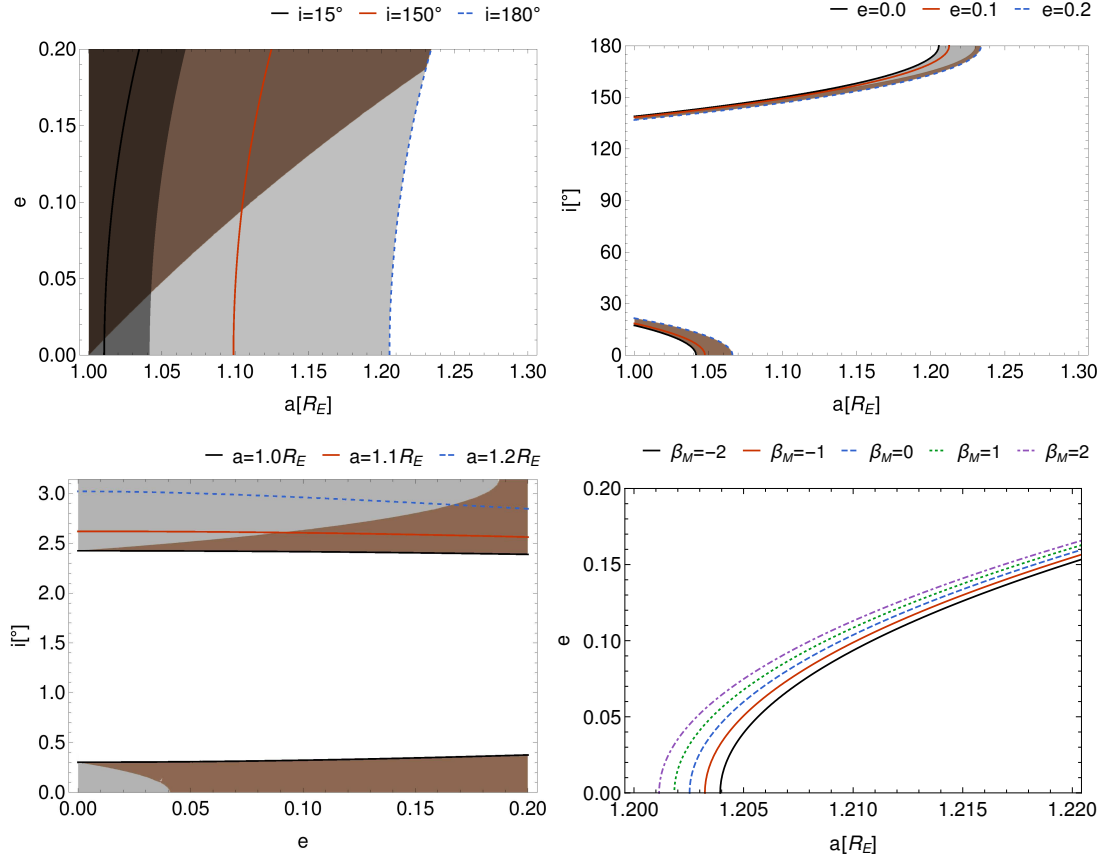 i=15° i=150° i=180°
0.20
0.15
0.10
0.05
0.00
e
1.00 1.05 1.10 1.15 1.20 1.25 1.30
a[R_E]
e=0.0 e=0.1 e=0.2
180
150
120
90
60
30
0
i[°]
1.00 1.05 1.10 1.15 1.20 1.25 1.30
a[R_E]
a=1.0R_E a=1.1R_E a=1.2R_E
3.0
2.5
2.0
1.5
1.0
0.5
0.0
i[°]
0.00 0.05 0.10 0.15 0.20
e
β_M=−2 β_M=−1 β_M=0 β_M=1 β_M=2
0.20
0.15
0.10
0.05
0.00
e
1.200 1.205 1.210 1.215 1.220
a[R_E]